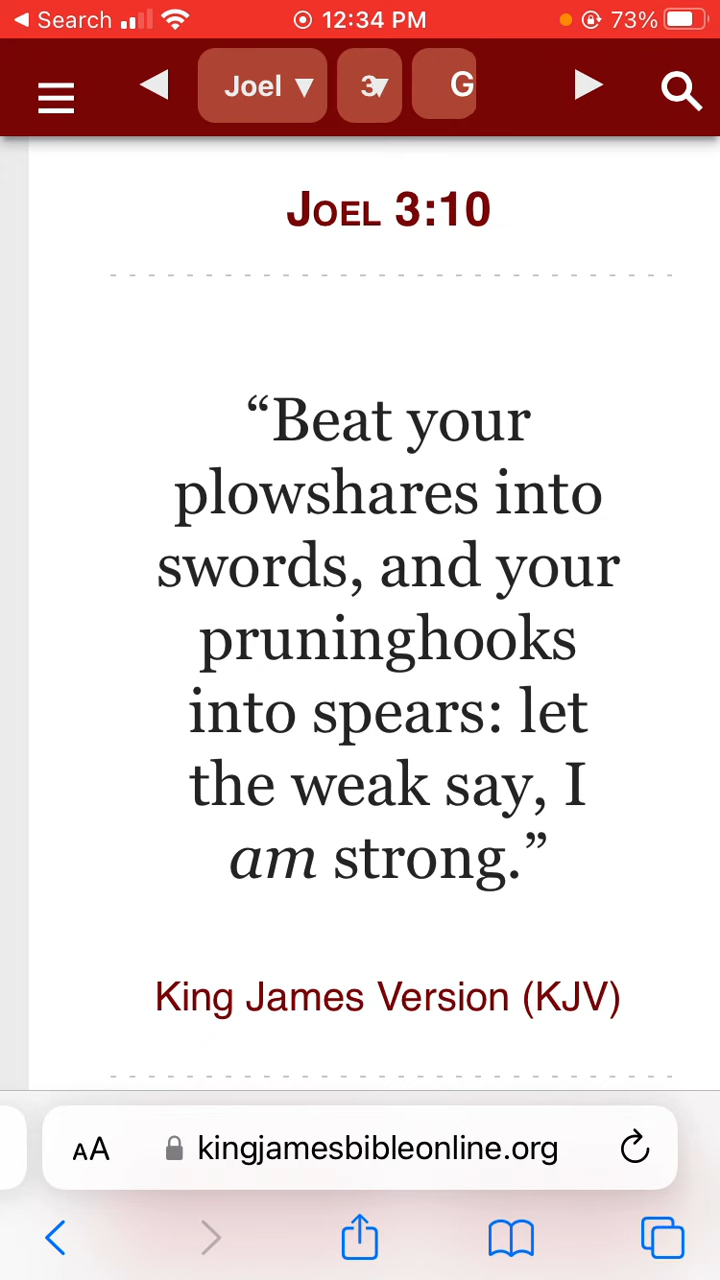 Search 12:34 PM 73%
Joel ▼ 3▼ G
JOEL 3:10
“Beat your
plowshares into
swords, and your
pruninghooks
into spears: let
the weak say, I
am strong.”
King James Version (KJV)
AA kingjamesbibleonline.org